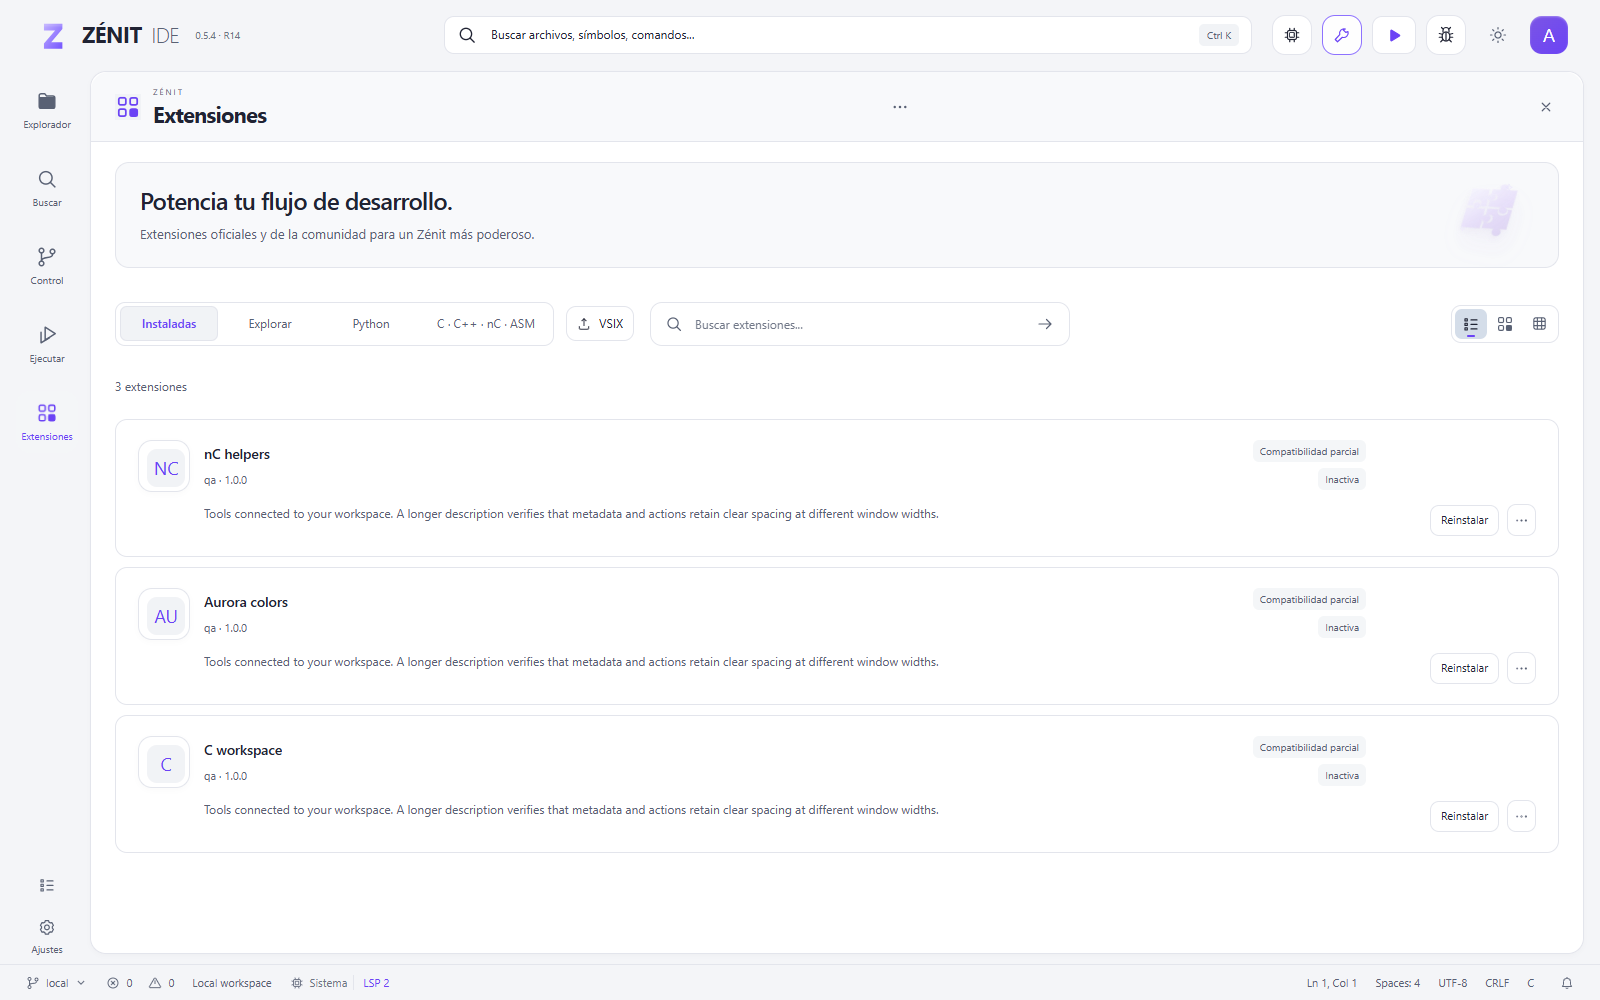 ZÉNIT IDE 0.5.4 · R14
Buscar archivos, símbolos, comandos...
Ctrl K
A
Explorador
Buscar
Control
Ejecutar
Extensiones
Ajustes
ZÉNIT
Extensiones
Potencia tu flujo de desarrollo.
Extensiones oficiales y de la comunidad para un Zénit más poderoso.
Instaladas
Explorar
Python
C · C++ · nC · ASM
VSIX
Buscar extensiones...
3 extensiones
NC
nC helpers
qa · 1.0.0
Tools connected to your workspace. A longer description verifies that metadata and actions retain clear spacing at different window widths.
Compatibilidad parcial
Inactiva
Reinstalar
AU
Aurora colors
qa · 1.0.0
Tools connected to your workspace. A longer description verifies that metadata and actions retain clear spacing at different window widths.
Compatibilidad parcial
Inactiva
Reinstalar
C
C workspace
qa · 1.0.0
Tools connected to your workspace. A longer description verifies that metadata and actions retain clear spacing at different window widths.
Compatibilidad parcial
Inactiva
Reinstalar
local
0
0
Local workspace
Sistema
LSP 2
Ln 1, Col 1
Spaces: 4
UTF-8
CRLF
C